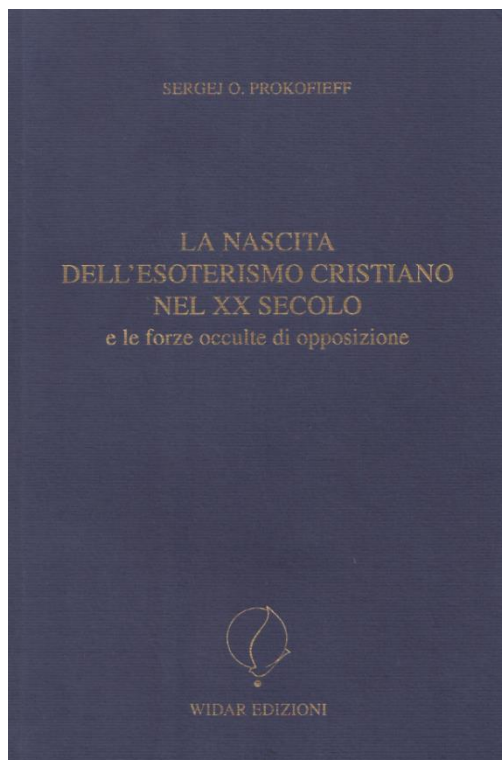 SERGEJ O. PROKOFIEFF
LA NASCITA
DELL'ESOTERISMO CRISTIANO
NEL XX SECOLO
e le forze occulte di opposizione
WIDAR EDIZIONI